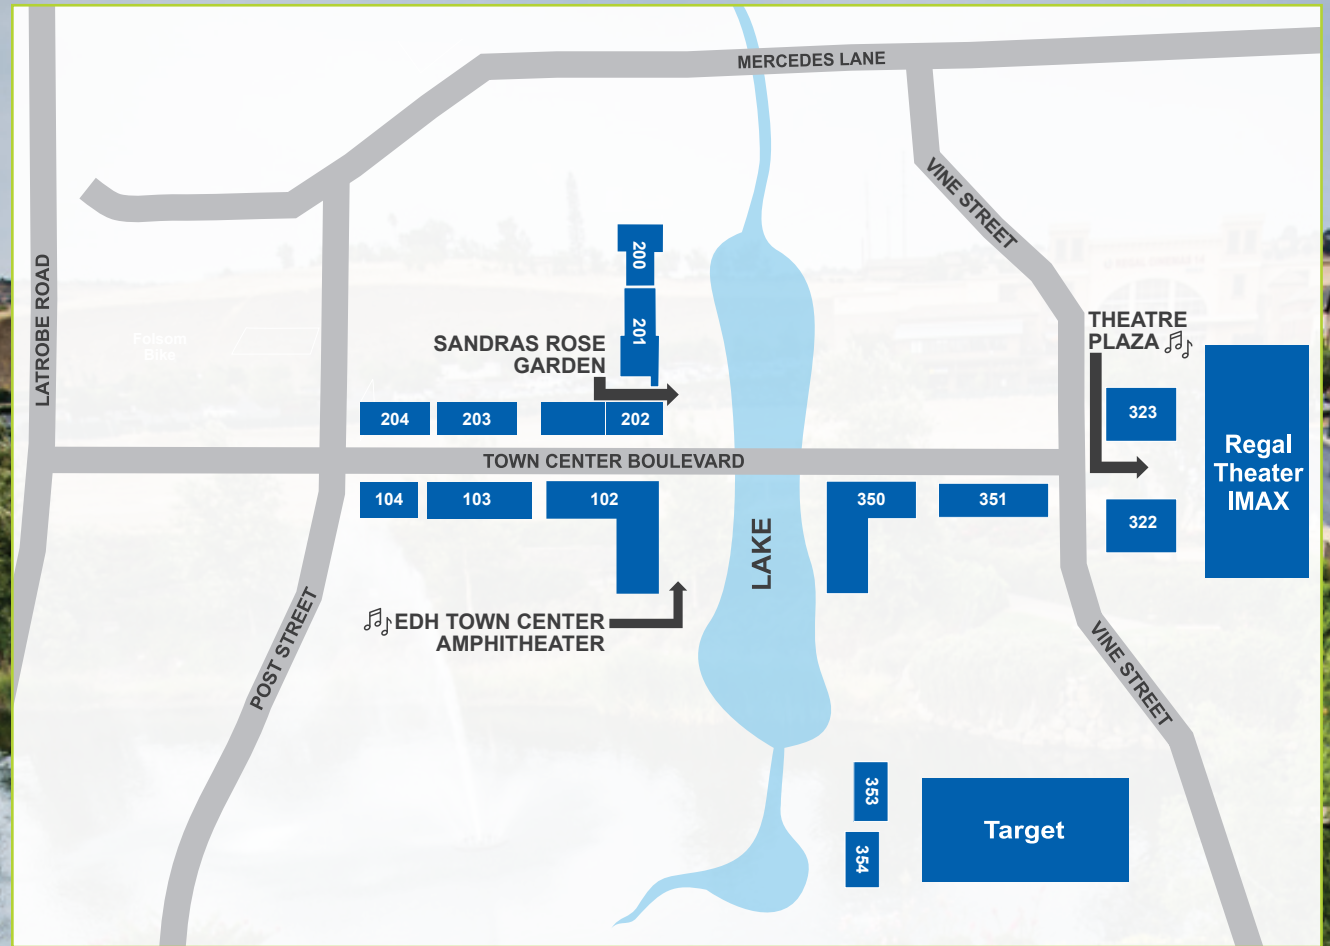 MERCEDES LANE
VINE STREET
LATROBE ROAD
200
201
Folsom
Bike
SANDRAS ROSE
GARDEN
THEATRE
PLAZA
204
203
202
323
Regal
Theater
IMAX
TOWN CENTER BOULEVARD
104
103
102
350
351
322
LAKE
EDH TOWN CENTER
AMPHITHEATER
POST STREET
VINE STREET
353
354
Target